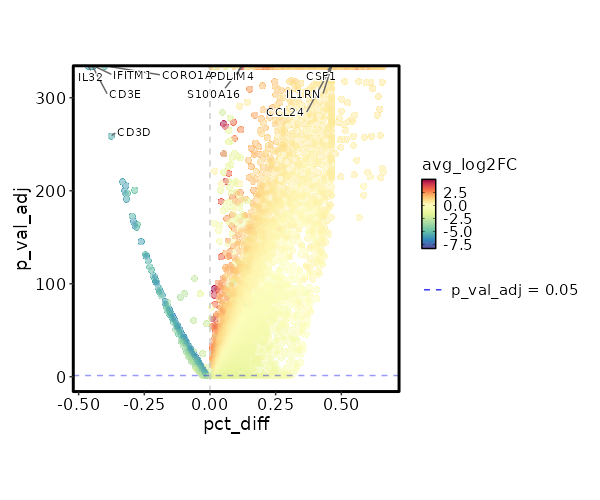 IL32
IFITM1
CORO1A
PDLIM4
CSF1
CD3E
S100A16
IL1RN
CCL24
CD3D
300
200
100
0
p_val_adj
-0.50
-0.25
0.00
0.25
0.50
pct_diff
avg_log2FC
2.5
0.0
-2.5
-5.0
-7.5
p_val_adj = 0.05